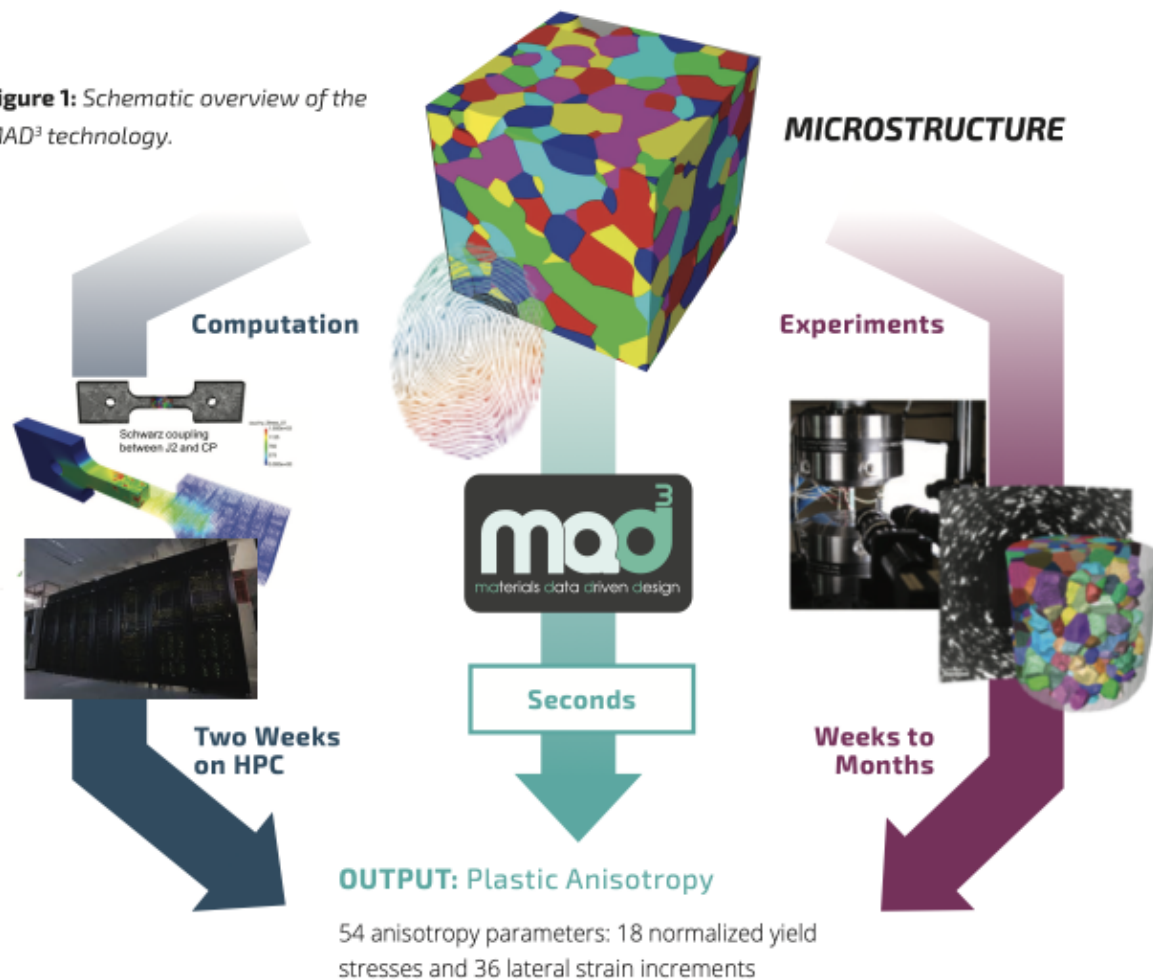 igure 1: Schematic overview of the
MAD³ technology.
MICROSTRUCTURE
Computation
Experiments
Schwarz coupling
between J2 and CP
mad3
materials data driven design
Seconds
Two Weeks
on HPC
Weeks to
Months
OUTPUT: Plastic Anisotropy
54 anisotropy parameters: 18 normalized yield
stresses and 36 lateral strain increments